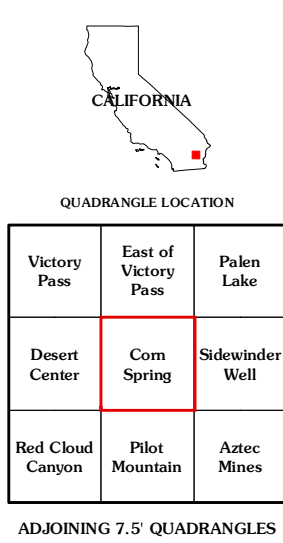 CALIFORNIA
QUADRANGLE LOCATION
Victory
Pass
East of
Victory
Pass
Palen
Lake
Desert
Center
Corn
Spring
Sidewinder
Well
Red Cloud
Canyon
Pilot
Mountain
Aztec
Mines
ADJOINING 7.5' QUADRANGLES